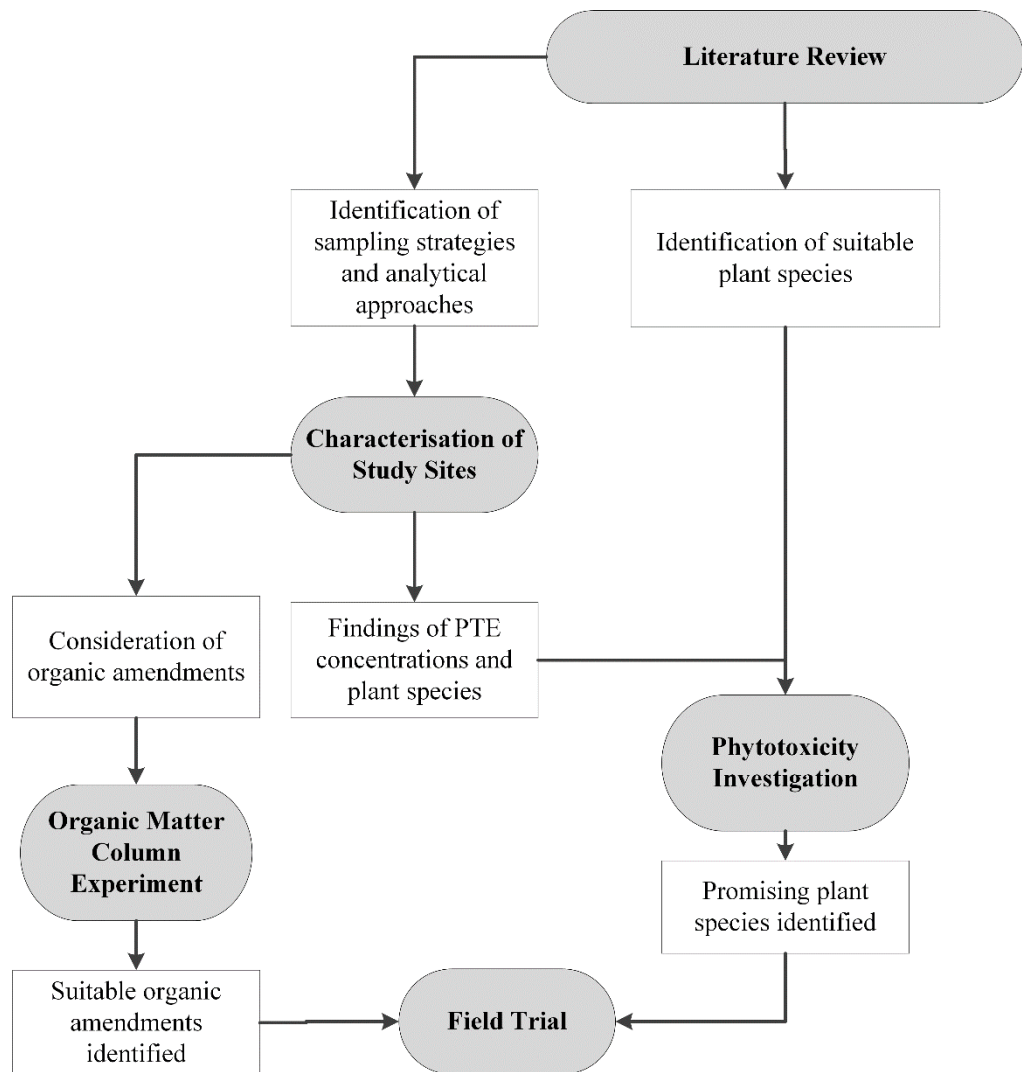 Literature Review
Identification of
sampling strategies
and analytical
approaches
Identification of suitable
plant species
Characterisation of
Study Sites
Consideration of
organic amendments
Findings of PTE
concentrations and
plant species
Phytotoxicity
Investigation
Organic Matter
Column
Experiment
Promising plant
species identified
Suitable organic
amendments
identified
Field Trial